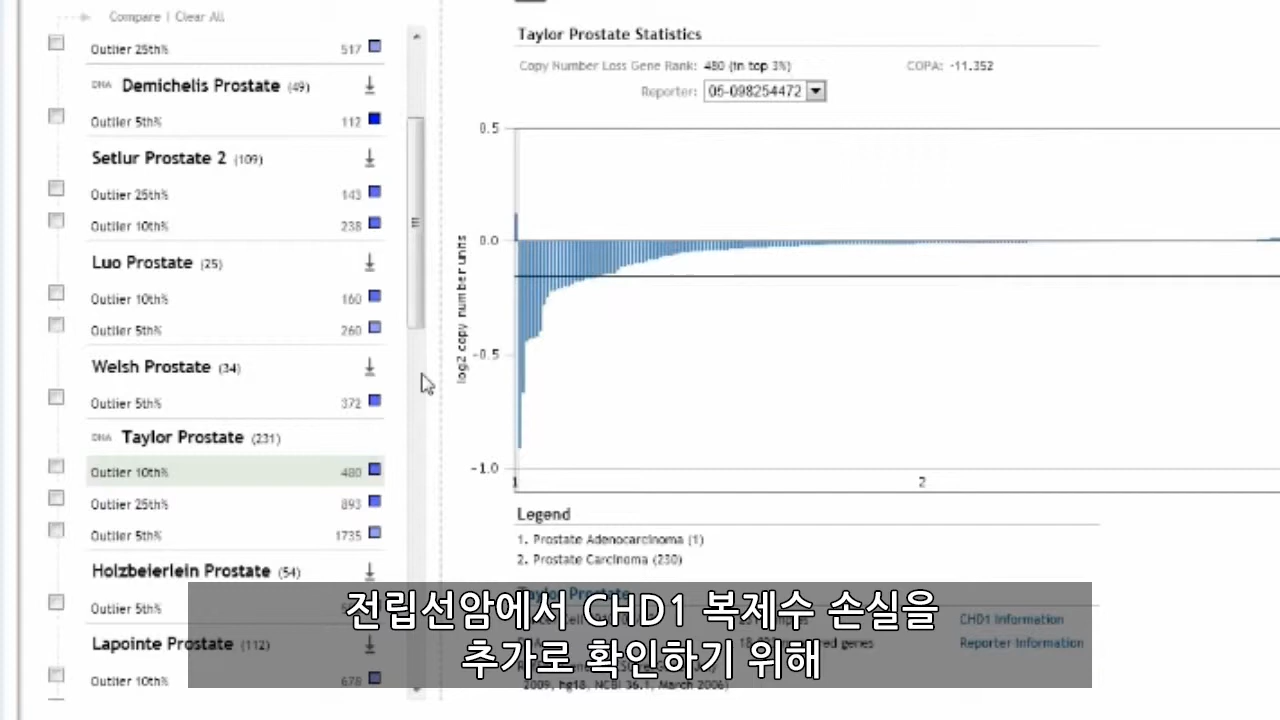 Compare | Clear All
Outlier 25th% 517
DNA Demichelis Prostate (49)
Outlier 5th% 112
Setlur Prostate 2 (109)
Outlier 25th% 143
Outlier 10th% 238
Luo Prostate (25)
Outlier 10th% 160
Outlier 5th% 260
Welsh Prostate (34)
Outlier 5th% 372
DNA Taylor Prostate (231)
Outlier 10th% 480
Outlier 25th% 893
Outlier 5th% 1735
Holzbeierlein Prostate (54)
Outlier 5th%
Lapointe Prostate (112)
Outlier 10th% 678
Taylor Prostate Statistics
Copy Number Loss Gene Rank: 480 (in top 3%) COPA: -11.352
Reporter: 05-098254472
log2 copy number units
0.5
0.0
-0.5
-1.0
1 2
Legend
1. Prostate Adenocarcinoma (1)
2. Prostate Carcinoma (230)
Taylor Prostate
CHD1 Information
Reporter Information
2009, hg18, NCBI 36.1, March 2006)
전립선암에서 CHD1 복제스 손실을
추가로 확인하기 위해